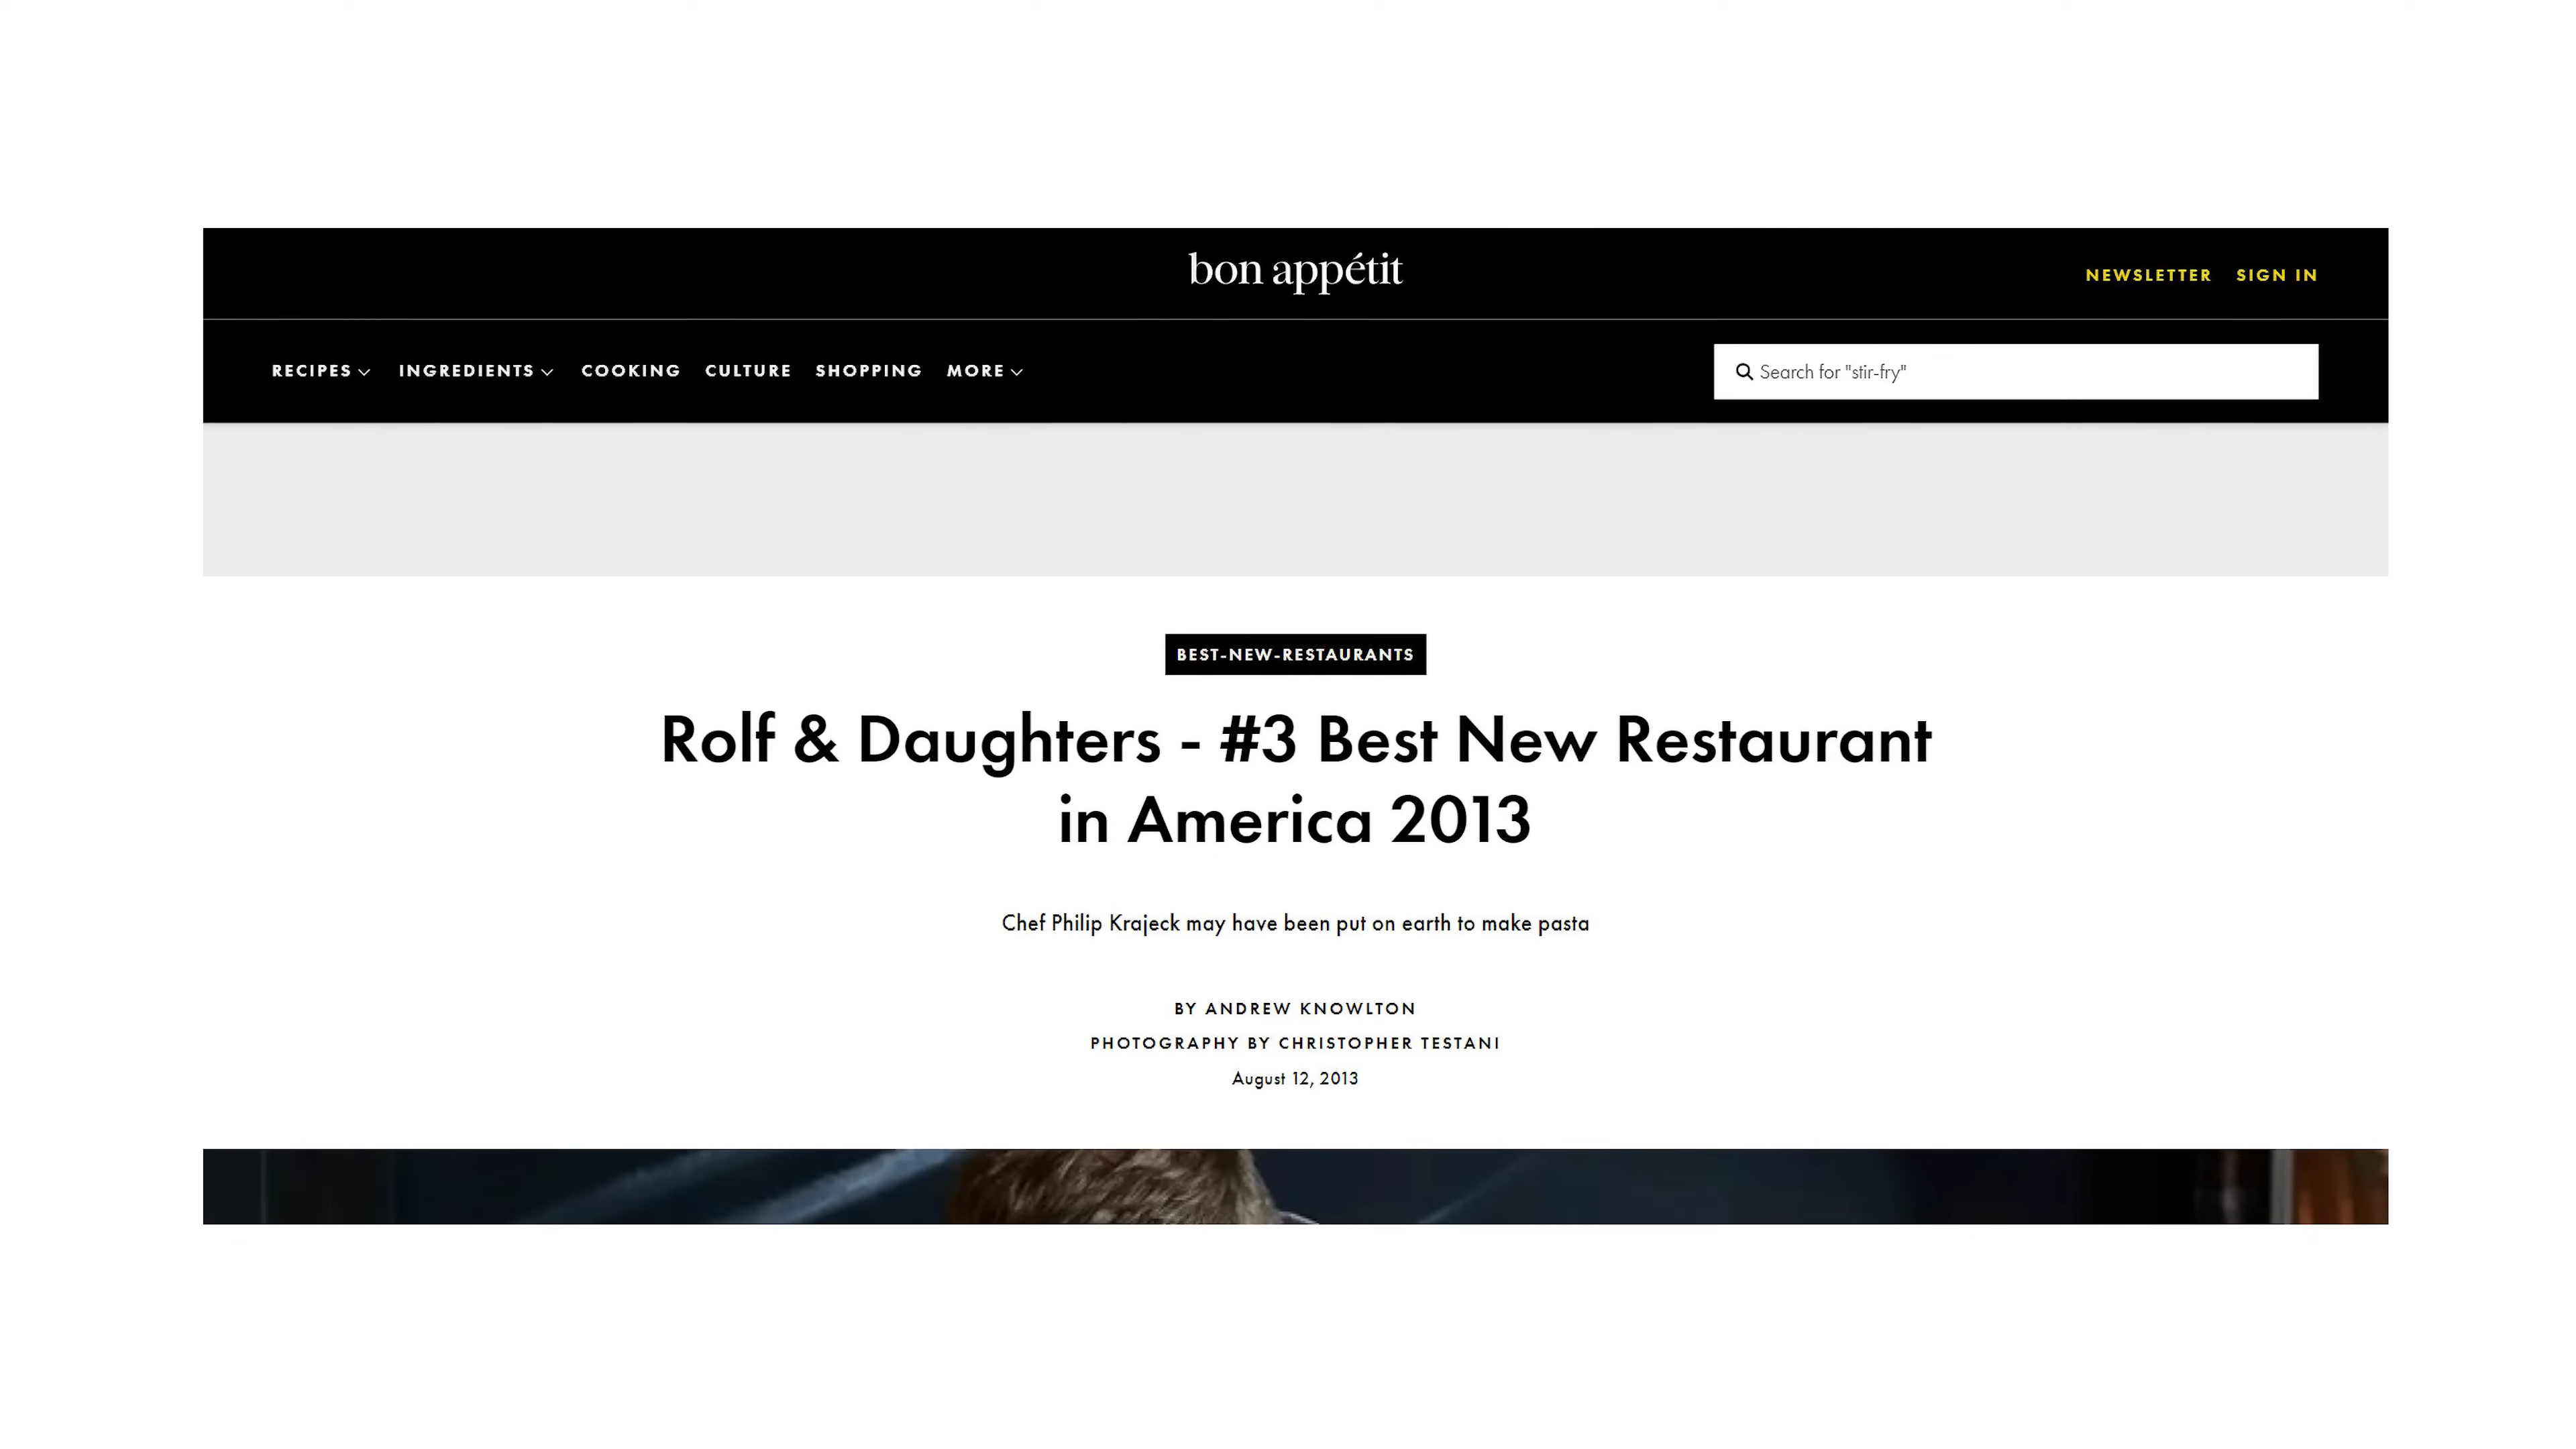 bon appétit
NEWSLETTER SIGN IN
RECIPES INGREDIENTS COOKING CULTURE SHOPPING MORE
Search for "stir-fry"
BEST-NEW-RESTAURANTS
Rolf & Daughters - #3 Best New Restaurant
in America 2013
Chef Philip Krajeck may have been put on earth to make pasta
BY ANDREW KNOWLTON
PHOTOGRAPHY BY CHRISTOPHER TESTANI
August 12, 2013